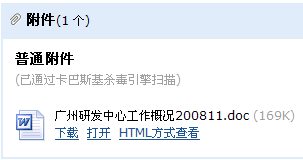 附件(1 个)
普通附件
(已通过卡巴斯基杀毒引擎扫描)
广州研发中心工作概况200811.doc (169K)
下载 打开 HTML方式查看